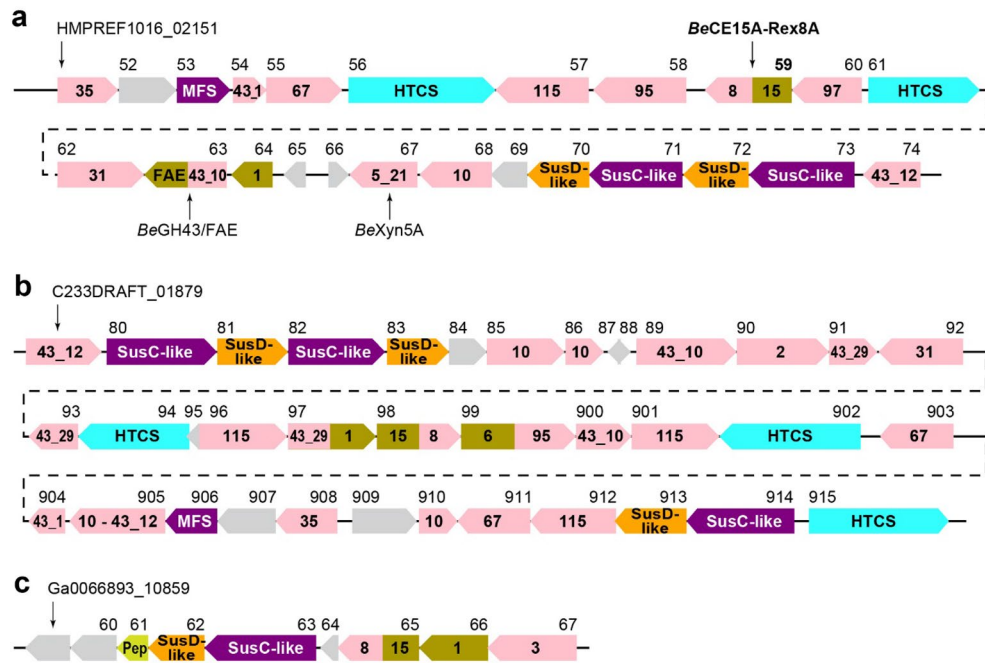 a
HMPREF1016_02151
BeCE15A-Rex8A
52 53 54 55 56 57 58 59 60 61
35 MFS 43_1 67 HTCS 115 95 8 15 97 HTCS
62 63 64 65 66 67 68 69 70 71 72 73 74
31 FAE 43_10 1 5_21 10 SusD-like SusC-like SusD-like SusC-like 43_12
BeGH43/FAE BeXyn5A
b
C233DRAFT_01879
80 81 82 83 84 85 86 87 88 89 90 91 92
43_12 SusC-like SusD-like SusC-like SusD-like 10 10 43_10 2 43_29 31
93 94 95 96 97 98 99 900 901 902 903
43_29 HTCS 115 43_29 1 15 8 6 95 43_10 115 HTCS 67
904 905 906 907 908 909 910 911 912 913 914 915
43_1 10 - 43_12 MFS 35 10 67 115 SusD-like SusC-like HTCS
c
Ga0066893_10859
60 61 62 63 64 65 66 67
Pep SusD-like SusC-like 8 15 1 3